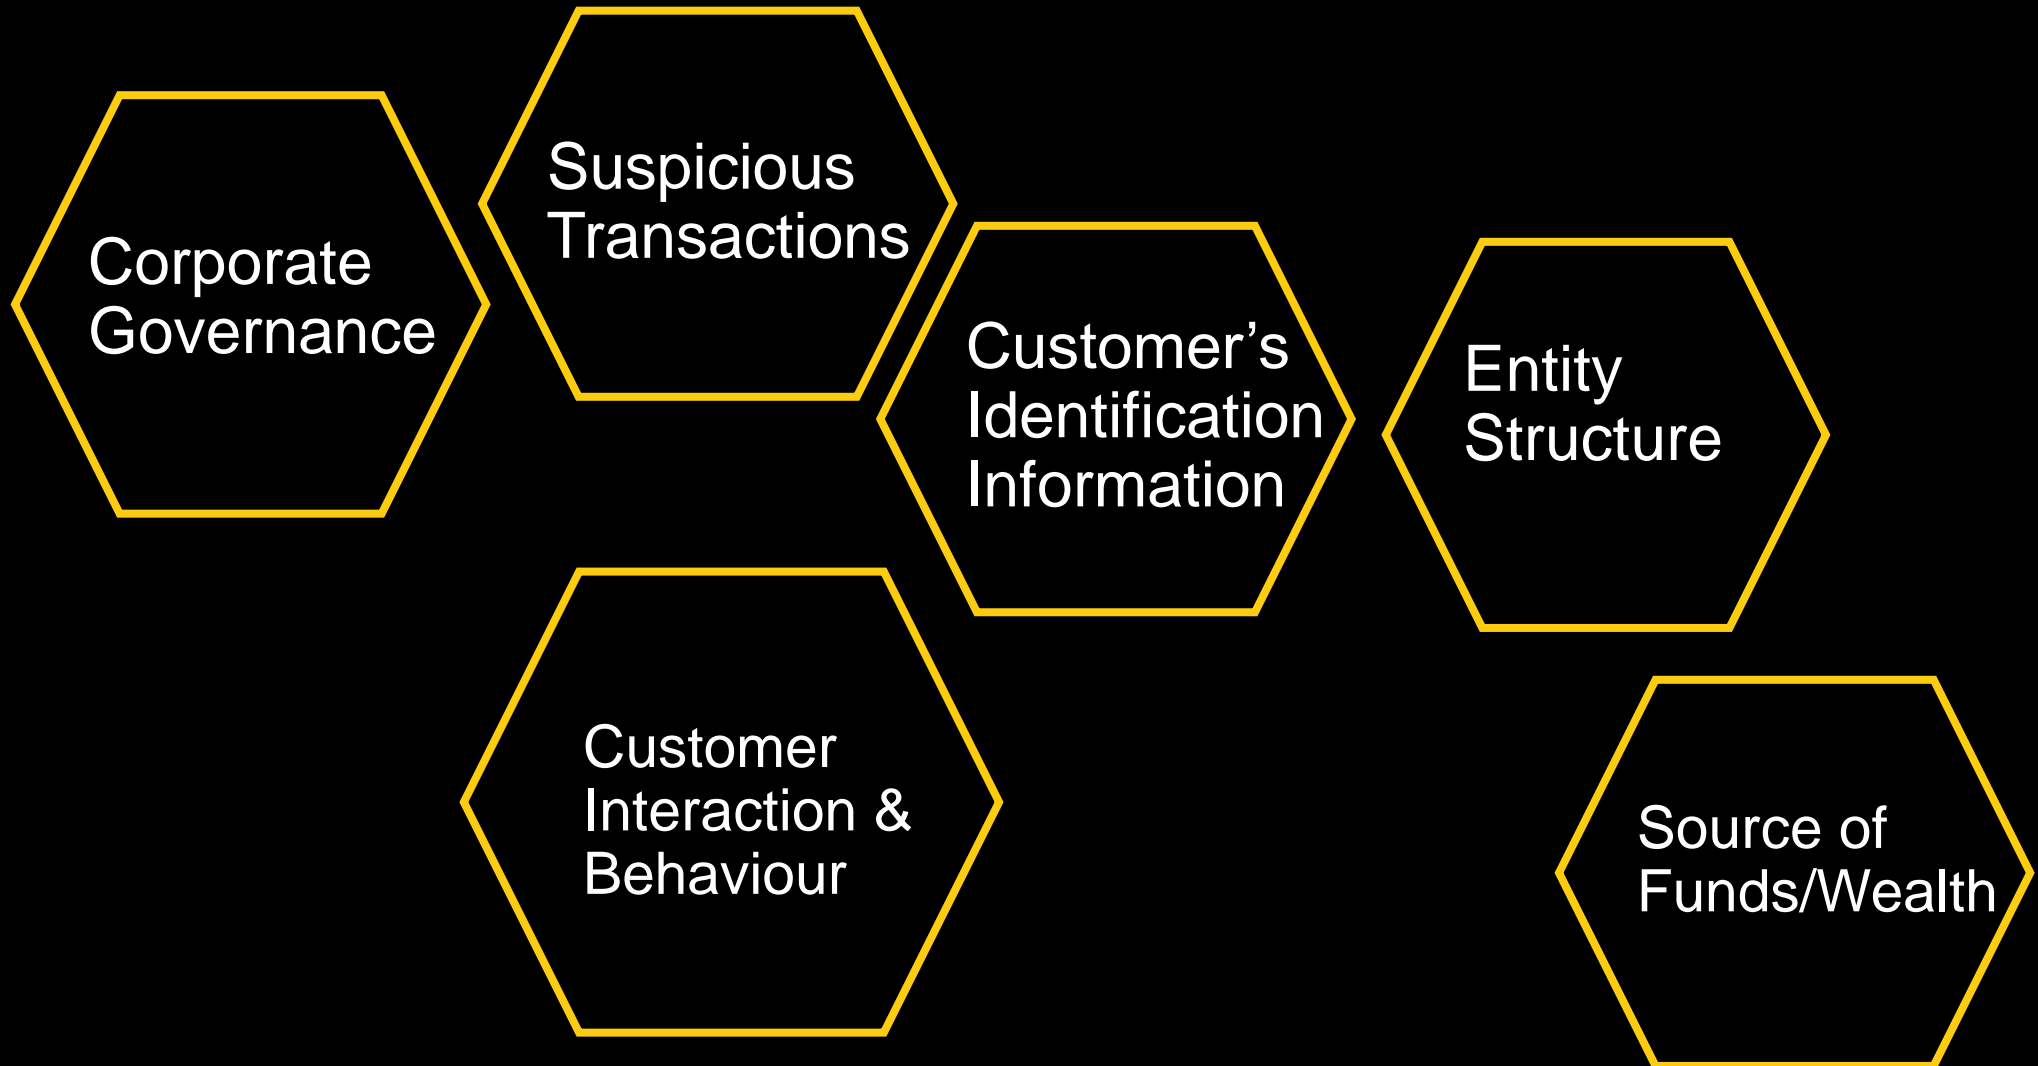 Corporate
Governance
Suspicious
Transactions
Customer’s
Identification
Information
Entity
Structure
Customer
Interaction &
Behaviour
Source of
Funds/Wealth